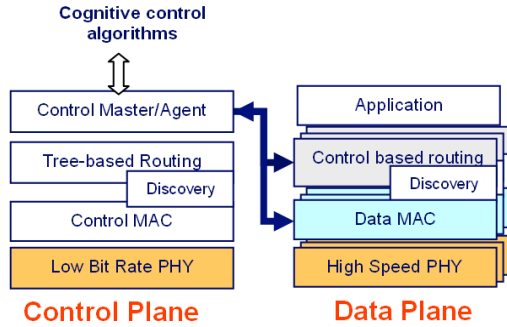 Cognitive control
algorithms
Control Master/Agent
Tree-based Routing
Discovery
Control MAC
Low Bit Rate PHY
Control Plane
Application
Control based routing
Discovery
Data MAC
High Speed PHY
Data Plane